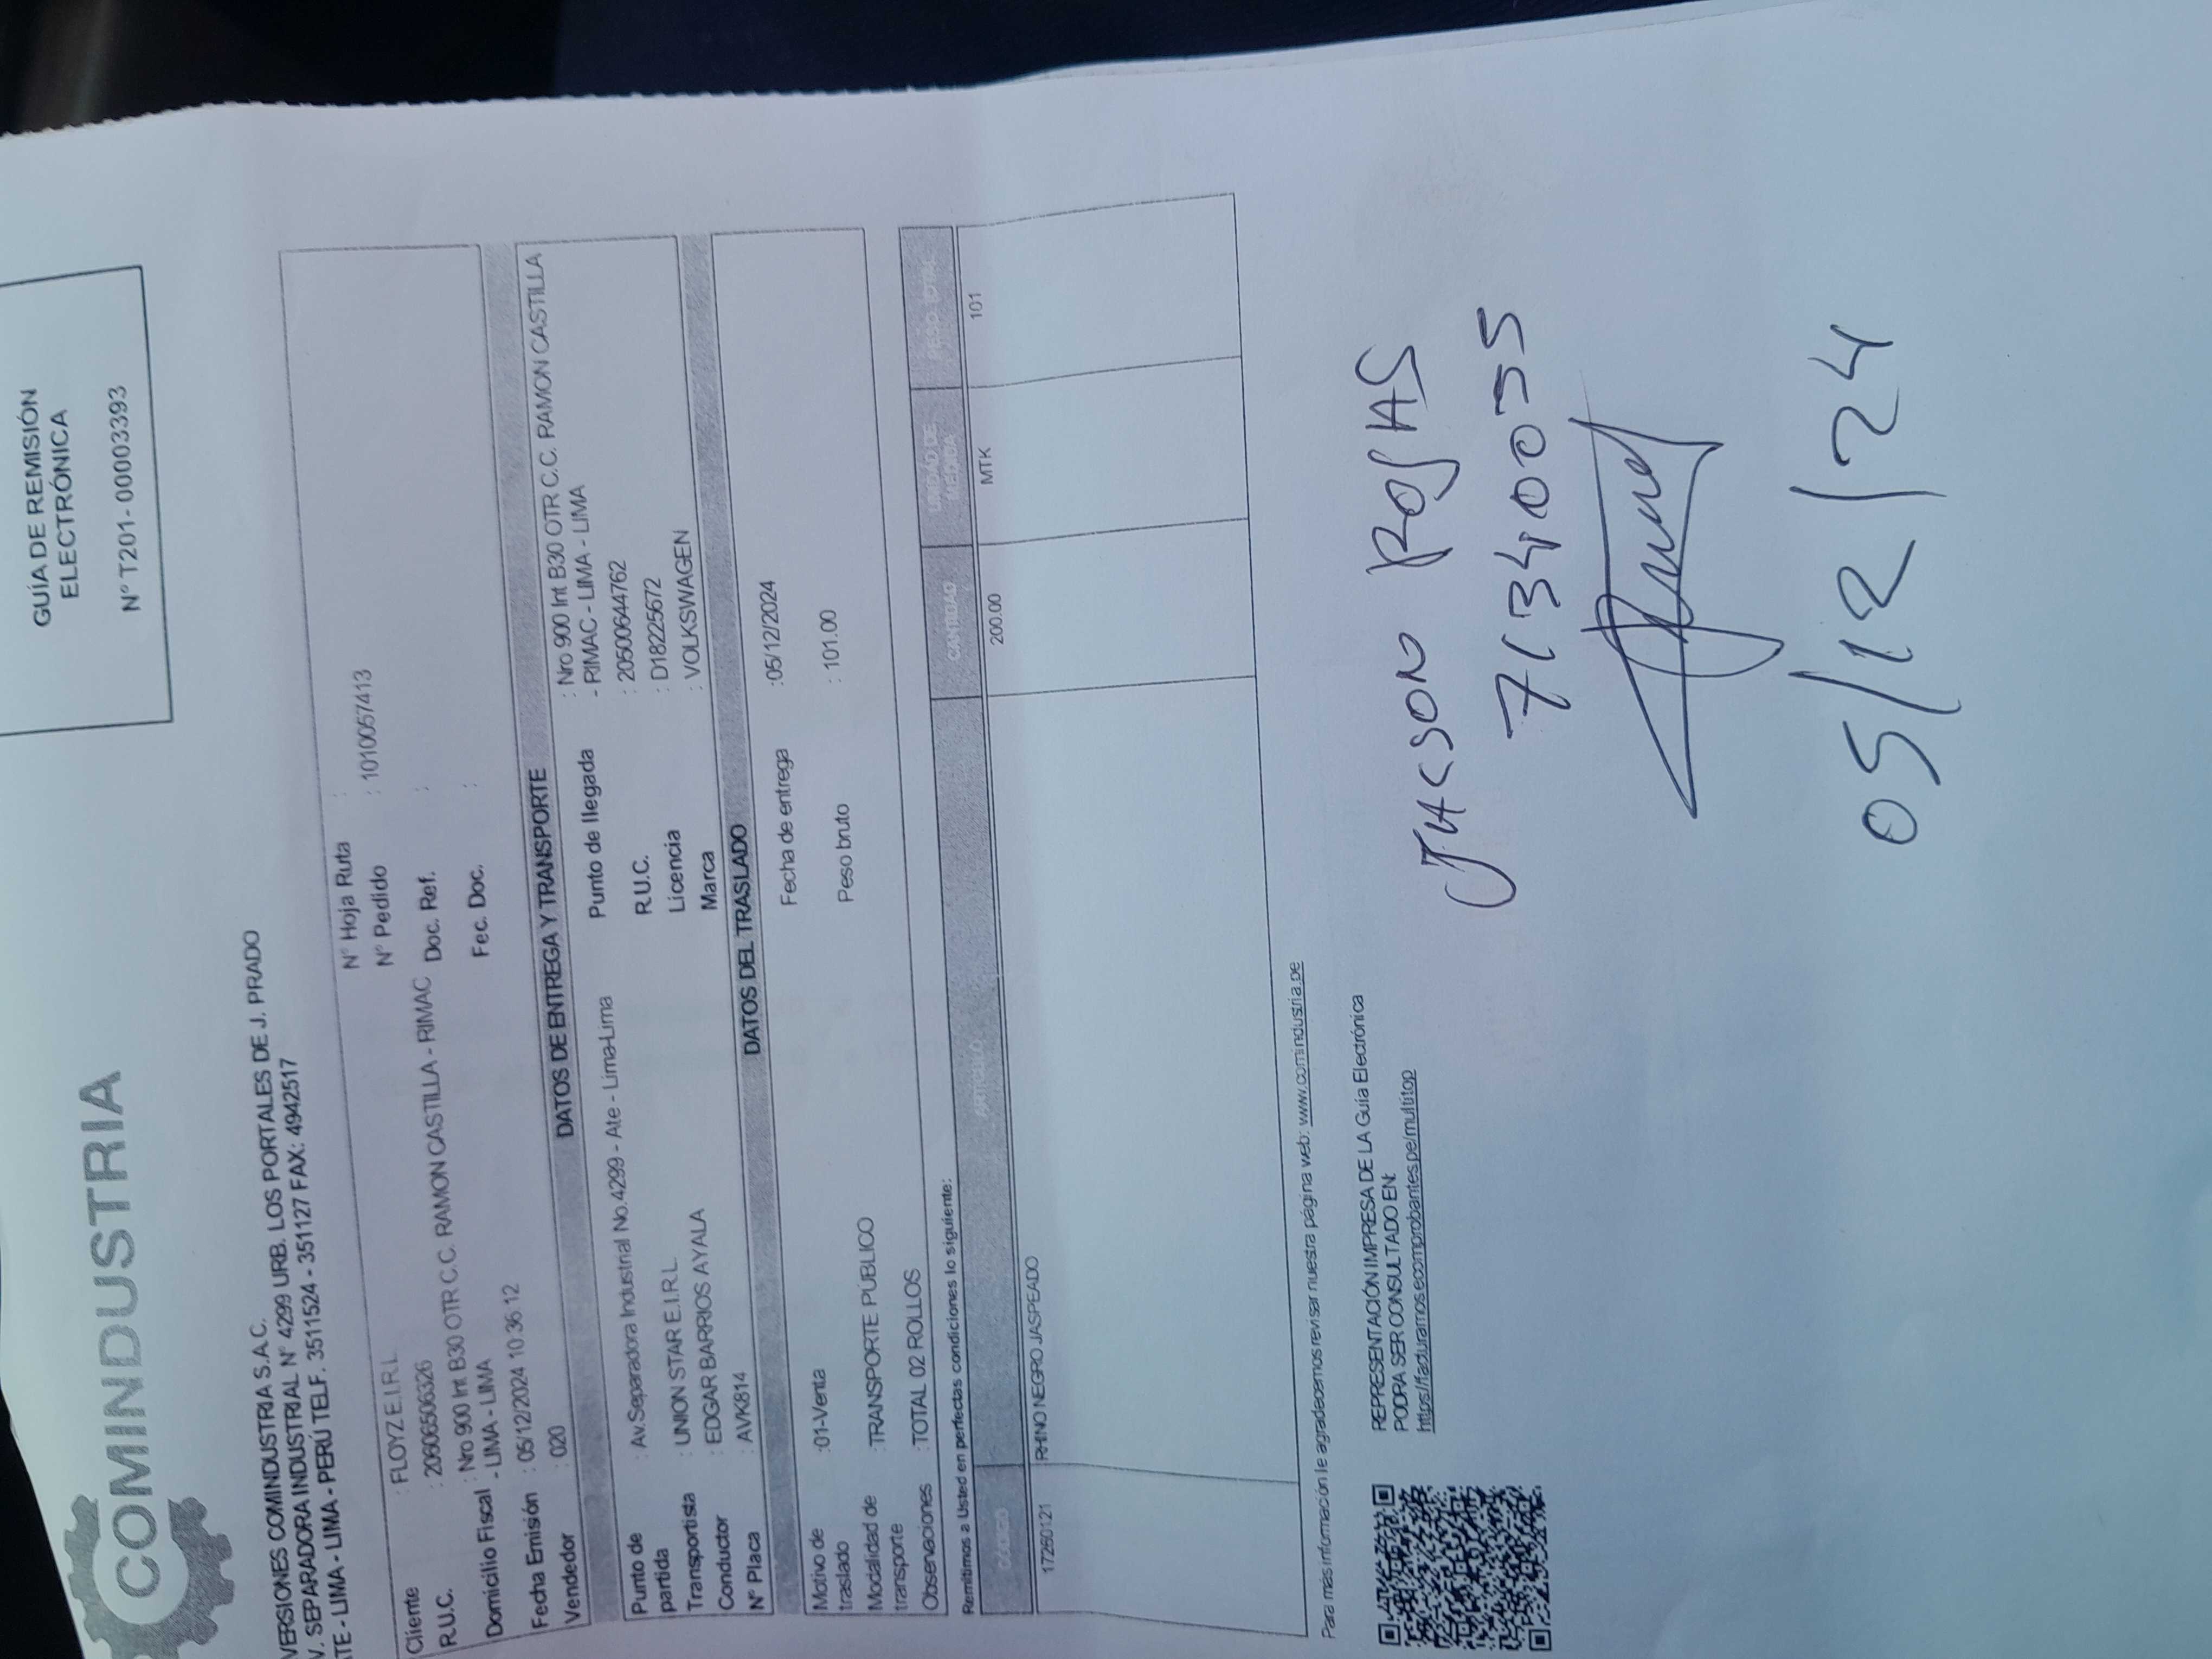 COMINDUSTRIA
GUÍA DE REMISIÓN
ELECTRÓNICA
N° T201- 00003393
VERSIONES COMINDUSTRIA S.A.C.
V. SEPARADORA INDUSTRIAL N° 4299 URB. LOS PORTALES DE J. PRADO
TE - LIMA - LIMA - PERÚ TELF. 3511524 - 351127 FAX: 4942517
Cliente : FLOYZ E.I.R.L
R.U.C. : 20606506326
Domicilio Fiscal : Nro 900 Int B30 OTR C.C. RAMON CASTILLA - RIMAC
- LIMA - LIMA
Fecha Emisión : 05/12/2024 10:36:12
Vendedor : 020
N° Hoja Ruta :
N° Pedido : 1010057413
Doc. Ref. :
Fec. Doc. :
DATOS DE ENTREGA Y TRANSPORTE
Punto de partida : Av.Separadora Industrial No.4299 - Ate - Lima-Lima
Transportista : UNION STAR E.I.R.L.
Conductor : EDGAR BARRIOS AYALA
N° Placa : AVK814
Punto de llegada : Nro 900 Int B30 OTR C.C. RAMON CASTILLA
- RIMAC - LIMA - LIMA
R.U.C. : 20500644762
Licencia : D18225672
Marca : VOLKSWAGEN
DATOS DEL TRASLADO
Motivo de traslado :01-Venta
Modalidad de transporte :TRANSPORTE PÚBLICO
Observaciones :TOTAL 02 ROLLOS
Fecha de entrega :05/12/2024
Peso bruto : 101.00
Remitimos a Usted en perfectas condiciones lo siguiente:
CODIGO ARTICULO CANTIDAD UNIDAD DE MEDIDA PESO TOTAL
17260121 RHINO NEGRO JASPEADO 200.00 MTK 101
Para más información le agradecemos revisar nuestra página web: www.comindustria.pe
REPRESENTACIÓN IMPRESA DE LA Guía Electrónica
PODRA SER CONSULTADO EN:
https://facturamos.ecomprobantes.pe/multitop
JACSON ROJAS
71340035
05/12/24